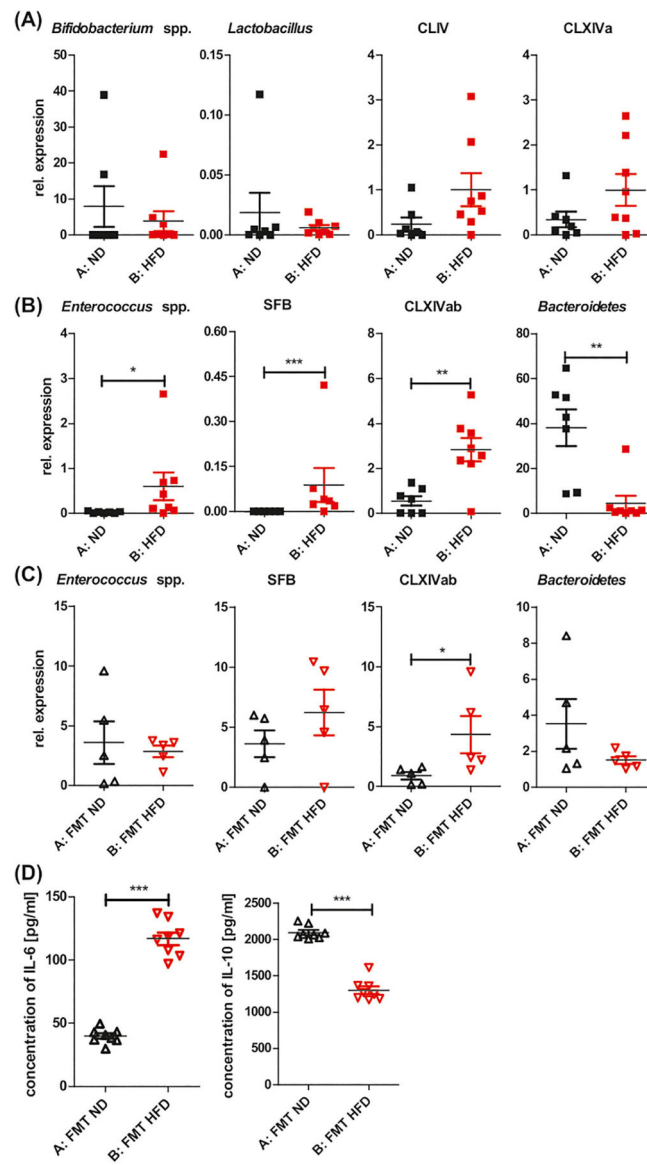 (A)
Bifidobacterium spp.
Lactobacillus
CLIV
CLXIVa
rel. expression
50
40
30
20
10
0
0.15
0.10
0.05
0.00
4
3
2
1
0
4
3
2
1
0
A: ND
B: HFD
A: ND
B: HFD
A: ND
B: HFD
A: ND
B: HFD
(B)
Enterococcus spp.
SFB
CLXIVab
Bacteroidetes
rel. expression
4
3
2
1
0
*
0.60
0.45
0.30
0.15
0.00
***
8
6
4
2
0
**
80
60
40
20
0
**
A: ND
B: HFD
A: ND
B: HFD
A: ND
B: HFD
A: ND
B: HFD
(C)
Enterococcus spp.
SFB
CLXIVab
Bacteroidetes
rel. expression
15
10
5
0
15
10
5
0
15
10
5
0
*
10
8
6
4
2
0
A: FMT ND
B: FMT HFD
A: FMT ND
B: FMT HFD
A: FMT ND
B: FMT HFD
A: FMT ND
B: FMT HFD
(D)
concentration of IL-6 [pg/ml]
150
100
50
0
***
A: FMT ND
B: FMT HFD
concentration of IL-10 [pg/ml]
2500
2000
1500
1000
500
0
***
A: FMT ND
B: FMT HFD